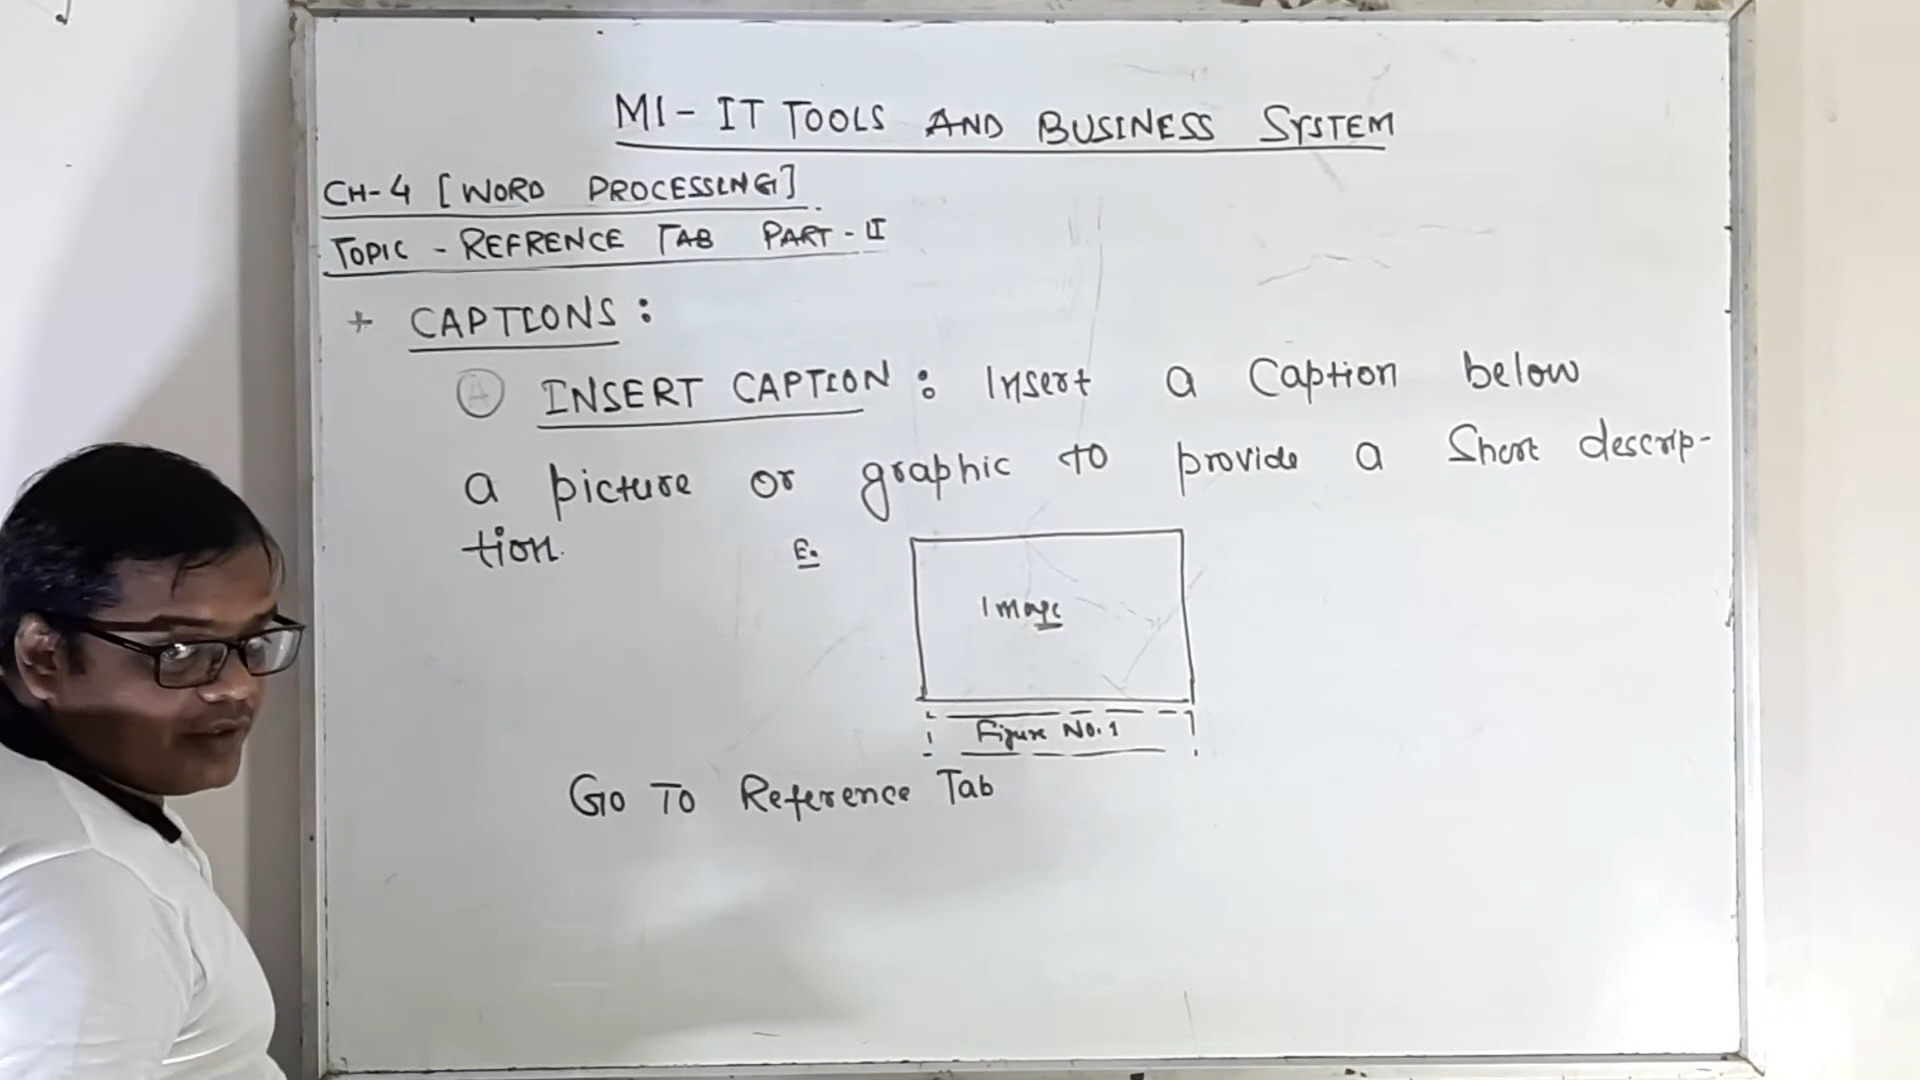 M1- IT TOOLS AND BUSINESS SYSTEM
CH-4 [WORD PROCESSING]
TOPIC - REFRENCE TAB PART - II
+ CAPTIONS :
A INSERT CAPTION : Insert a Caption below
a picture or graphic to provide a Short descrip-
tion. E.
Image
Figure No. 1
GO TO Reference Tab